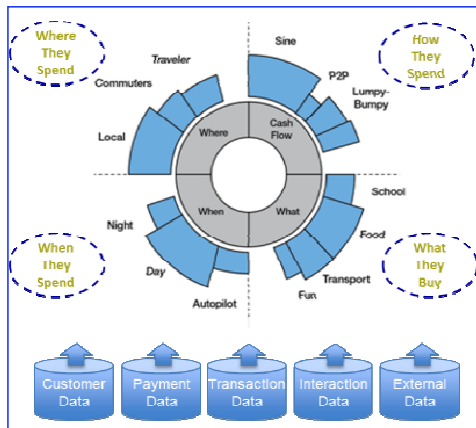 Where
They
Spend
How
They
Spend
Sine
Traveler
P2P
Commuters
Lumpy-
Bumpy
Local
Where
Cash
Flow
School
When
What
Night
Food
When
They
Spend
What
They
Buy
Day
Transport
Autopilot
Fun
Customer
Data
Payment
Data
Transaction
Data
Interaction
Data
External
Data